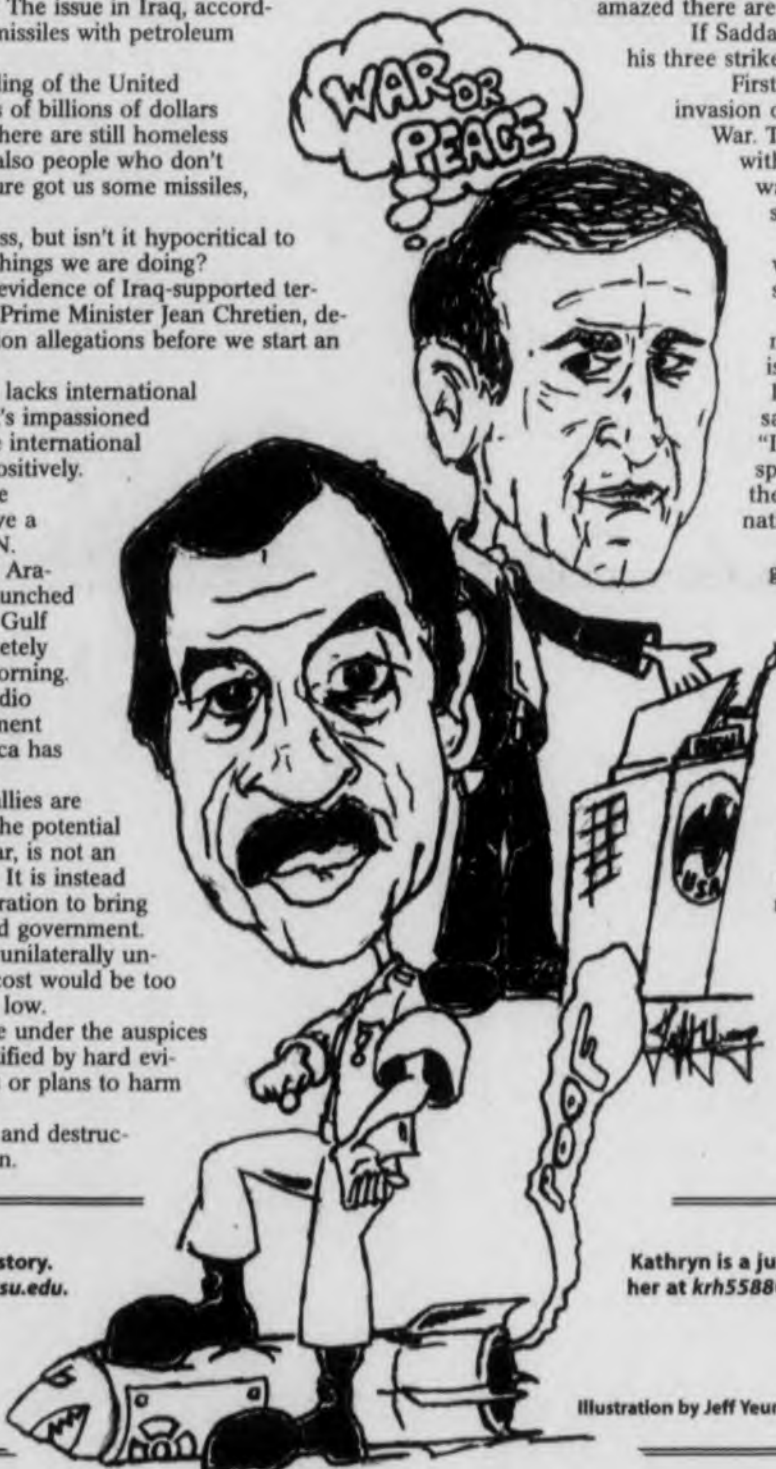 The issue in Iraq, accord-
missiles with petroleum
ling of the United
s of billions of dollars
here are still homeless
also people who don't
ure got us some missiles,
ss, but isn't it hypocritical to
hings we are doing?
evidence of Iraq-supported ter-
Prime Minister Jean Chretien, de-
ion allegations before we start an
lacks international
's impassioned
e international
ositively.
e
ve a
N.
Ara-
unched
Gulf
etely
orning.
dio
ment
ca has
llies are
he potential
ar, is not an
It is instead
ration to bring
d government.
unilaterally un-
cost would be too
low.
e under the auspices
ified by hard evi-
s or plans to harm
and destruc-
n.
story.
su.edu.
WAR OR
PEACE
U.S.A
amazed there are
If Sadda
his three strike
First
invasion o
War. T
with
wa
s
v
s
n
is
sa
"I
sp
the
nat
g
Kathryn is a ju
her at krh5588
Illustration by Jeff Yeur